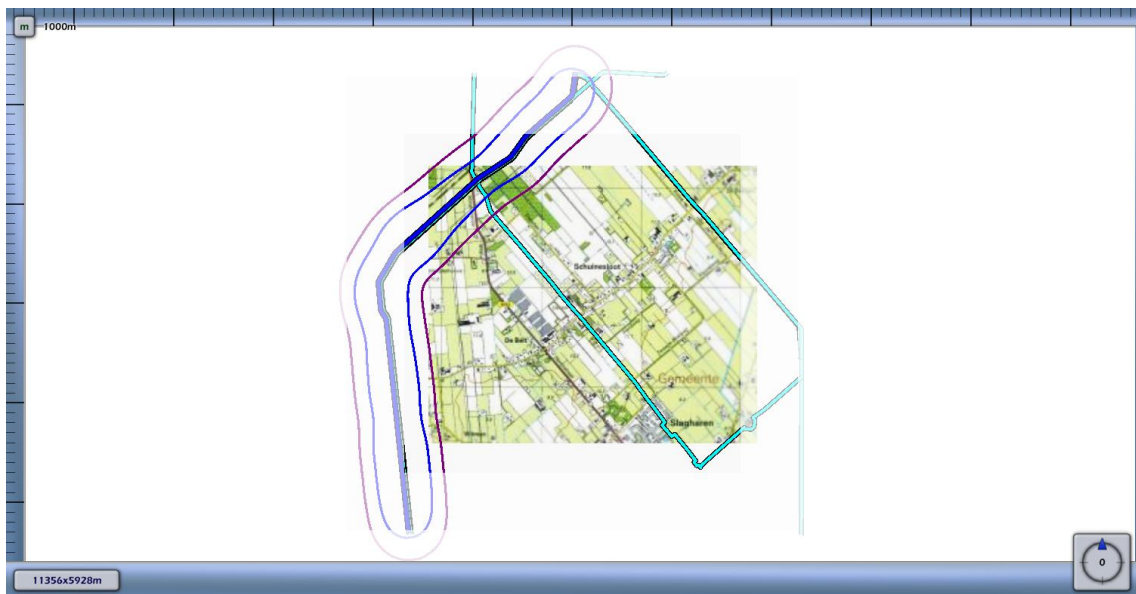 m 1000m
Schuinesloot
De Belt
Gemeente
Slagharen
11356x5928m
0